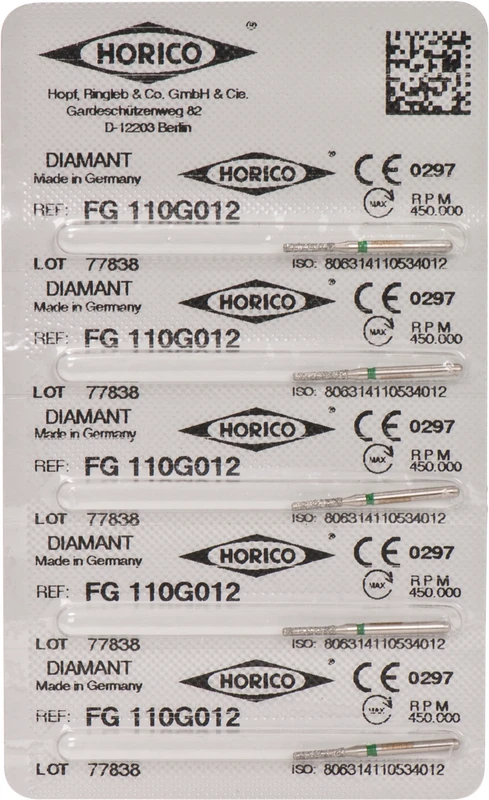 HORICO ®
Hopf, Ringleb & Co. GmbH & Cie.
Gardeschützenweg 82
D-12203 Berlin
DIAMANT HORICO ® CE 0297
Made in Germany MAX RPM
REF: FG 110G012 450.000
LOT 77838 ISO: 806314110534012
DIAMANT HORICO ® CE 0297
Made in Germany MAX RPM
REF: FG 110G012 450.000
LOT 77838 ISO: 806314110534012
DIAMANT HORICO ® CE 0297
Made in Germany MAX RPM
REF: FG 110G012 450.000
LOT 77838 ISO: 806314110534012
DIAMANT HORICO ® CE 0297
Made in Germany MAX RPM
REF: FG 110G012 450.000
LOT 77838 ISO: 806314110534012
DIAMANT HORICO ® CE 0297
Made in Germany MAX RPM
REF: FG 110G012 450.000
LOT 77838 ISO: 806314110534012